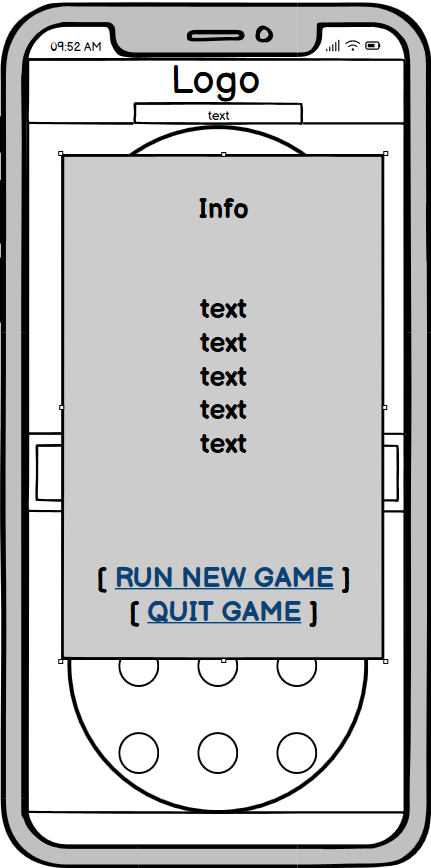 09:52 AM
Logo
text
Info
text
text
text
text
text
[ RUN NEW GAME ]
[ QUIT GAME ]